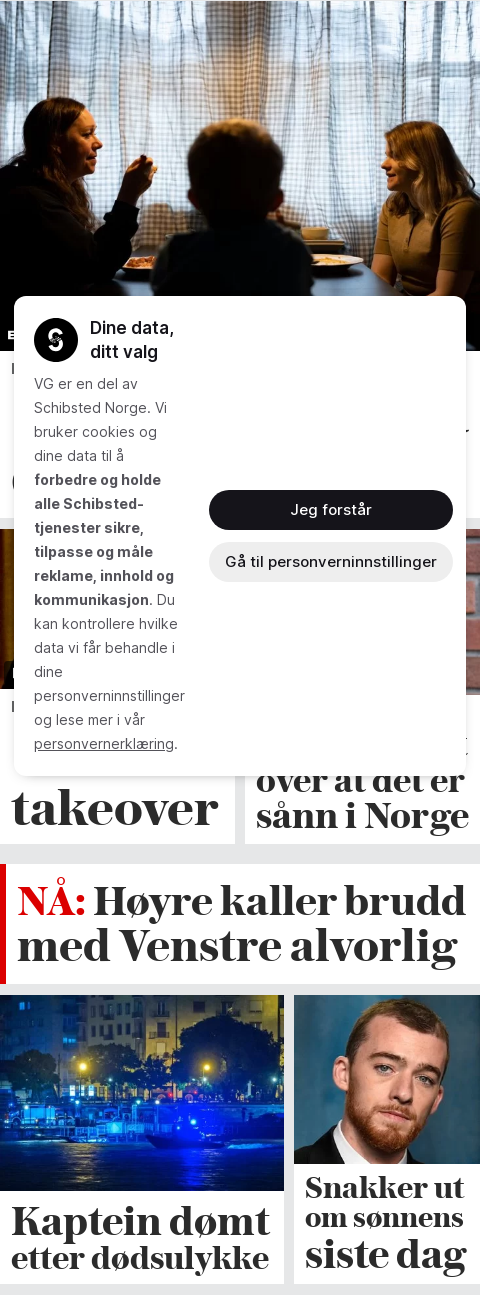 Dine data,
ditt valg
VG er en del av
Schibsted Norge. Vi
bruker cookies og
dine data til å
forbedre og holde
alle Schibsted-
tjenester sikre,
tilpasse og måle
reklame, innhold og
kommunikasjon. Du
kan kontrollere hvilke
data vi får behandle i
dine
personverninnstillinger
og lese mer i vår
personvernerklæring.
Jeg forstår
Gå til personverninnstillinger
takeover
over at det er
sånn i Norge
NÅ: Høyre kaller brudd
med Venstre alvorlig
Kaptein dømt
etter dødsulykke
Snakker ut
om sønnens
siste dag